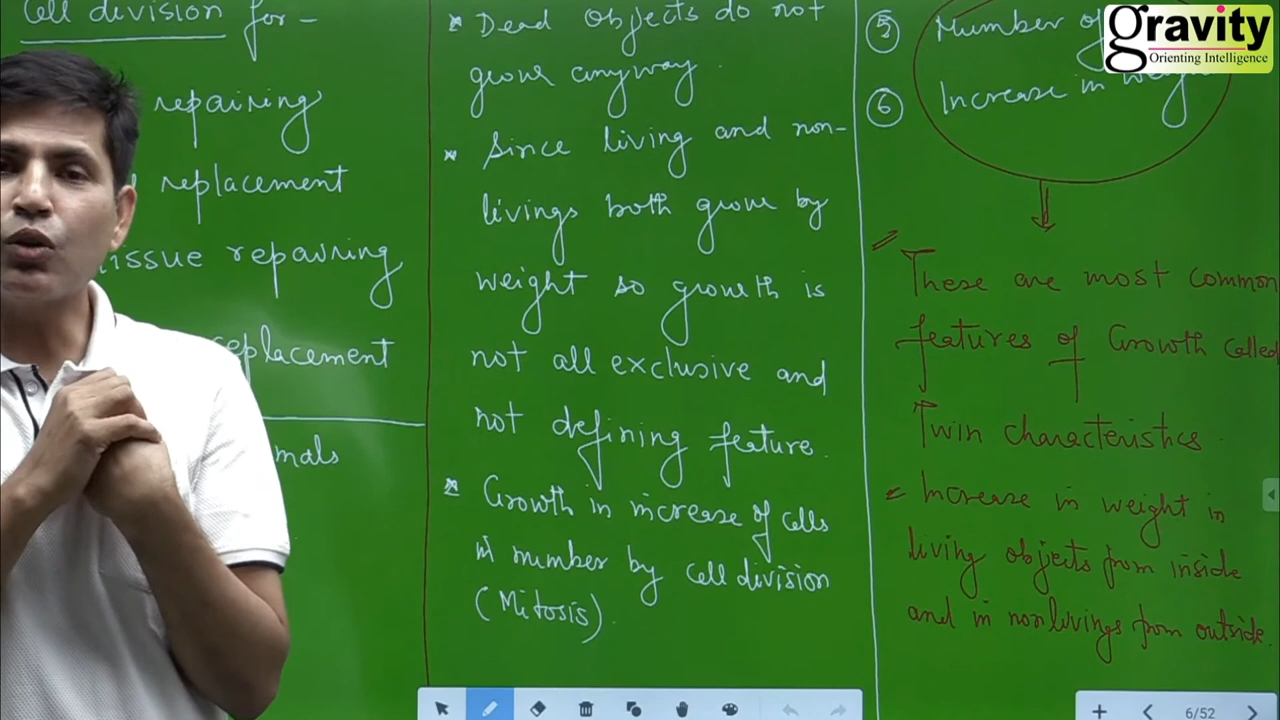 Cell division for-
repairing
replacement
tissue repairing
replacement
mals
* Dead objects do not
grow anyway.
* Since living and non-
livings both grow by
weight so growth is
not all exclusive and
not defining feature.
* Growth in increase of cells
in number by cell division
(Mitosis).
⑤ Number of
⑥ Increase in weig
These are most common
features of Growth called
Twin characteristics.
Increase in weight in
living objects from inside
and in nonlivings from outside.
gravity
Orienting Intelligence
6/52